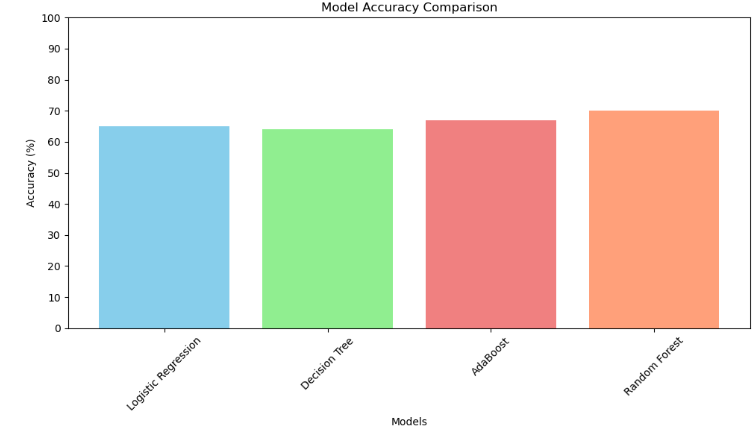 Model Accuracy Comparison
Accuracy (%)
100
90
80
70
60
50
40
30
20
10
0
Logistic Regression
Decision Tree
AdaBoost
Random Forest
Models